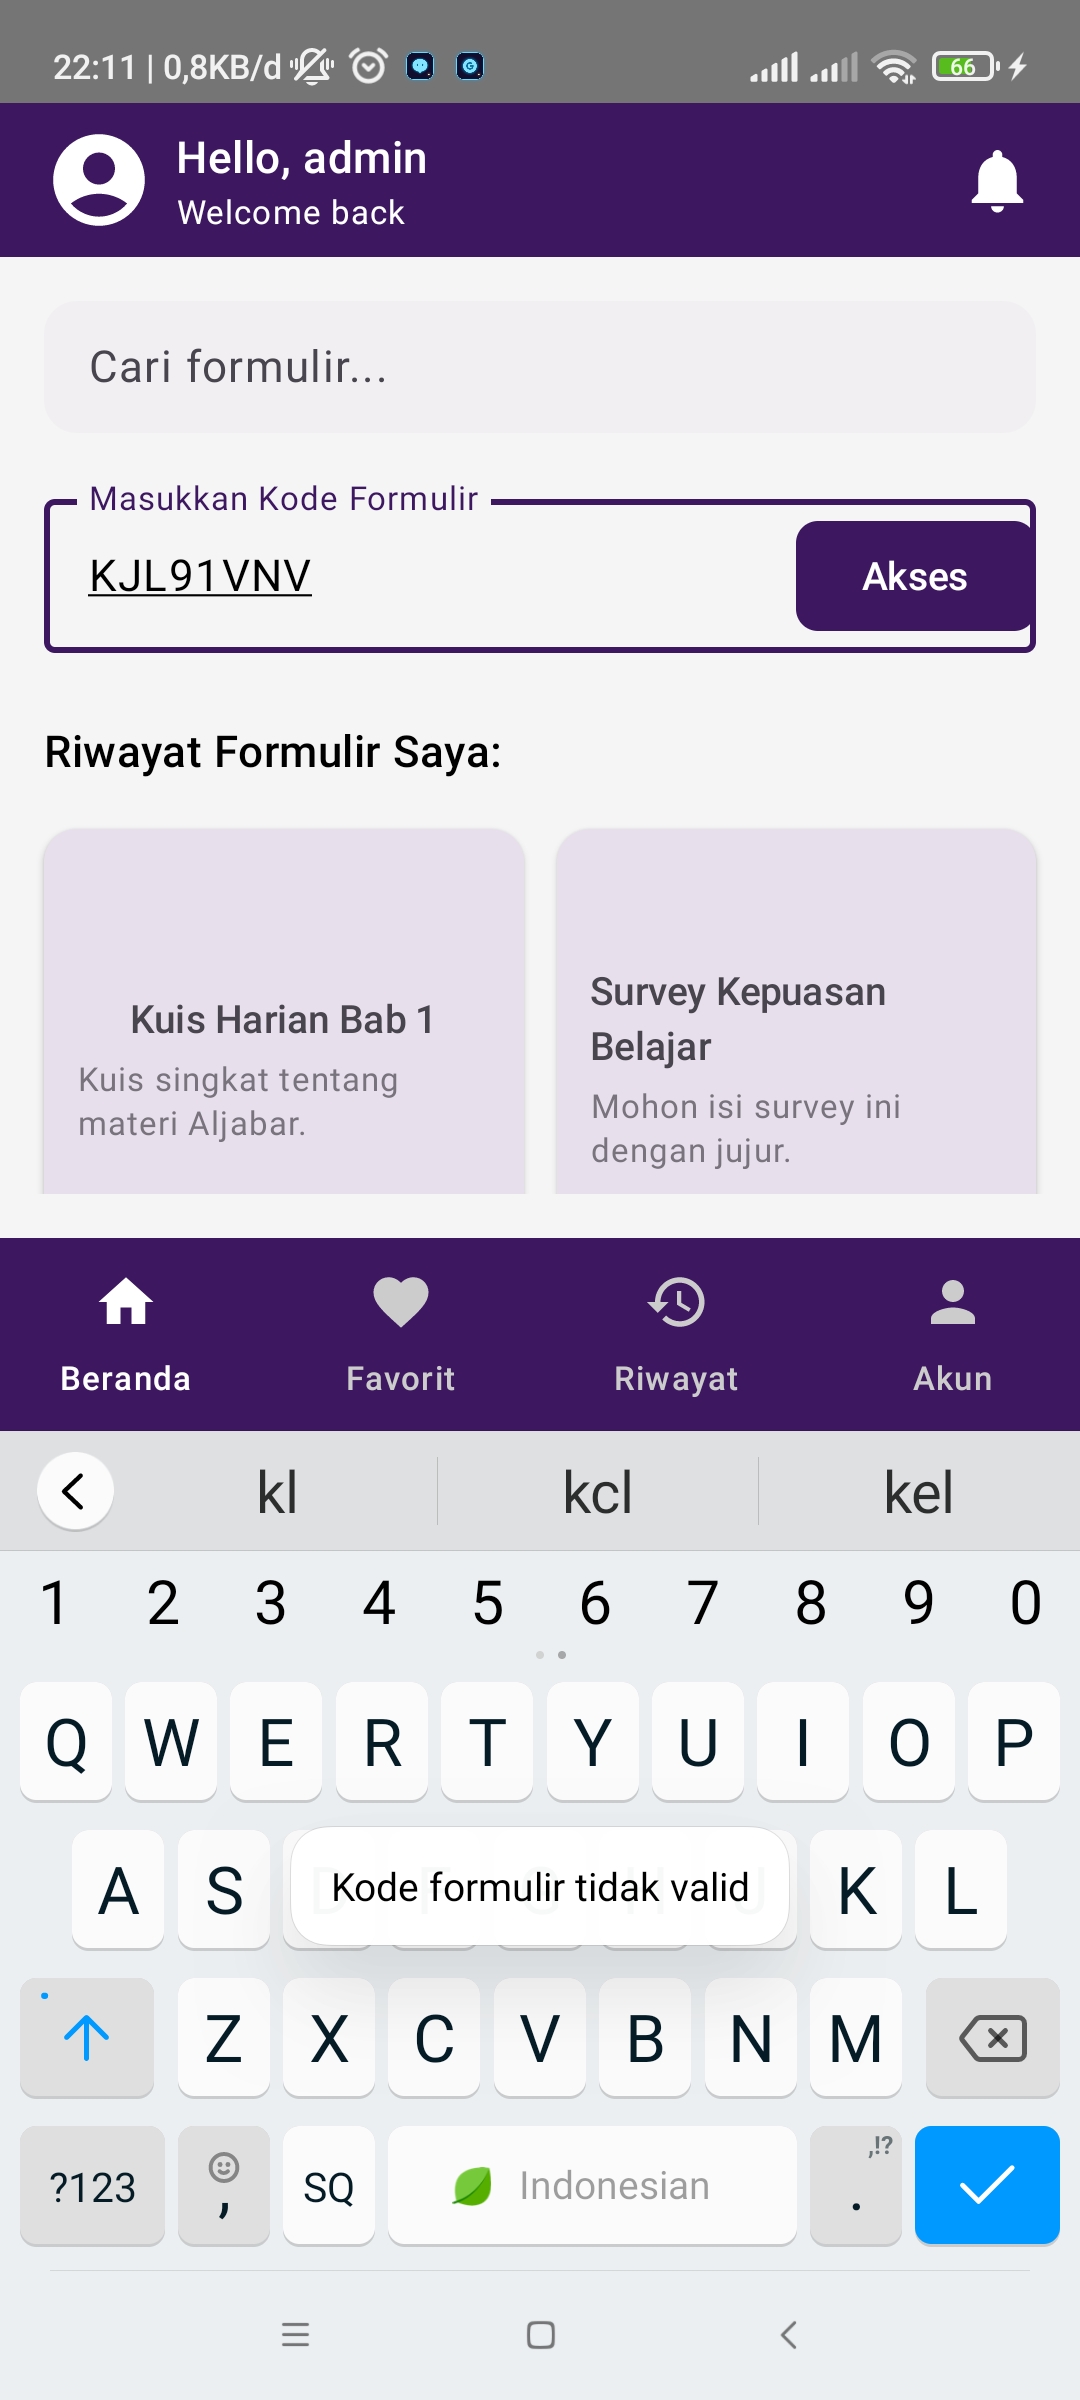 22:11 | 0,8KB/d
66
Hello, admin
Welcome back
Cari formulir...
Masukkan Kode Formulir
KJL91VNV
Akses
Riwayat Formulir Saya:
Kuis Harian Bab 1
Kuis singkat tentang
materi Aljabar.
Survey Kepuasan
Belajar
Mohon isi survey ini
dengan jujur.
Beranda
Favorit
Riwayat
Akun
kl
kcl
kel
1 2 3 4 5 6 7 8 9 0
Q W E R T Y U I O P
A S K L
Kode formulir tidak valid
Z X C V B N M
?123 , SQ Indonesian . ,!?